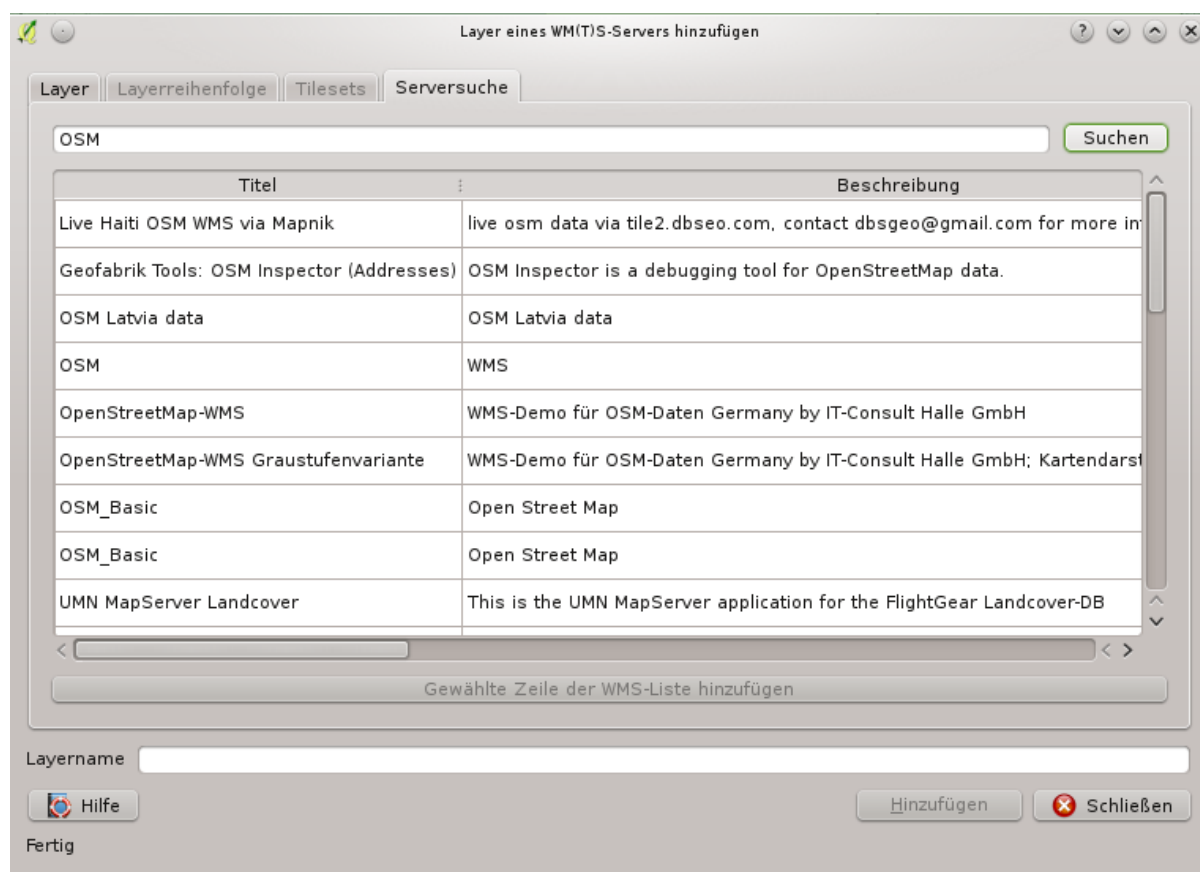 Layer eines WM(T)S-Servers hinzufügen
Layer Layerreihenfolge Tilesets Serversuche
OSM Suchen
Titel Beschreibung
Live Haiti OSM WMS via Mapnik live osm data via tile2.dbseo.com, contact dbsgeo@gmail.com for more
Geofabrik Tools: OSM Inspector (Addresses) OSM Inspector is a debugging tool for OpenStreetMap data.
OSM Latvia data OSM Latvia data
OSM WMS
OpenStreetMap-WMS WMS-Demo für OSM-Daten Germany by IT-Consult Halle GmbH
OpenStreetMap-WMS Graustufenvariante WMS-Demo für OSM-Daten Germany by IT-Consult Halle GmbH;
OSM_Basic Open Street Map
OSM_Basic Open Street Map
UMN MapServer Landcover This is the UMN MapServer application for the FlightGear Landcover-DB
Gewählte Zeile der WMS-Liste hinzufügen
Layername
Hilfe Hinzufügen Schließen
Fertig